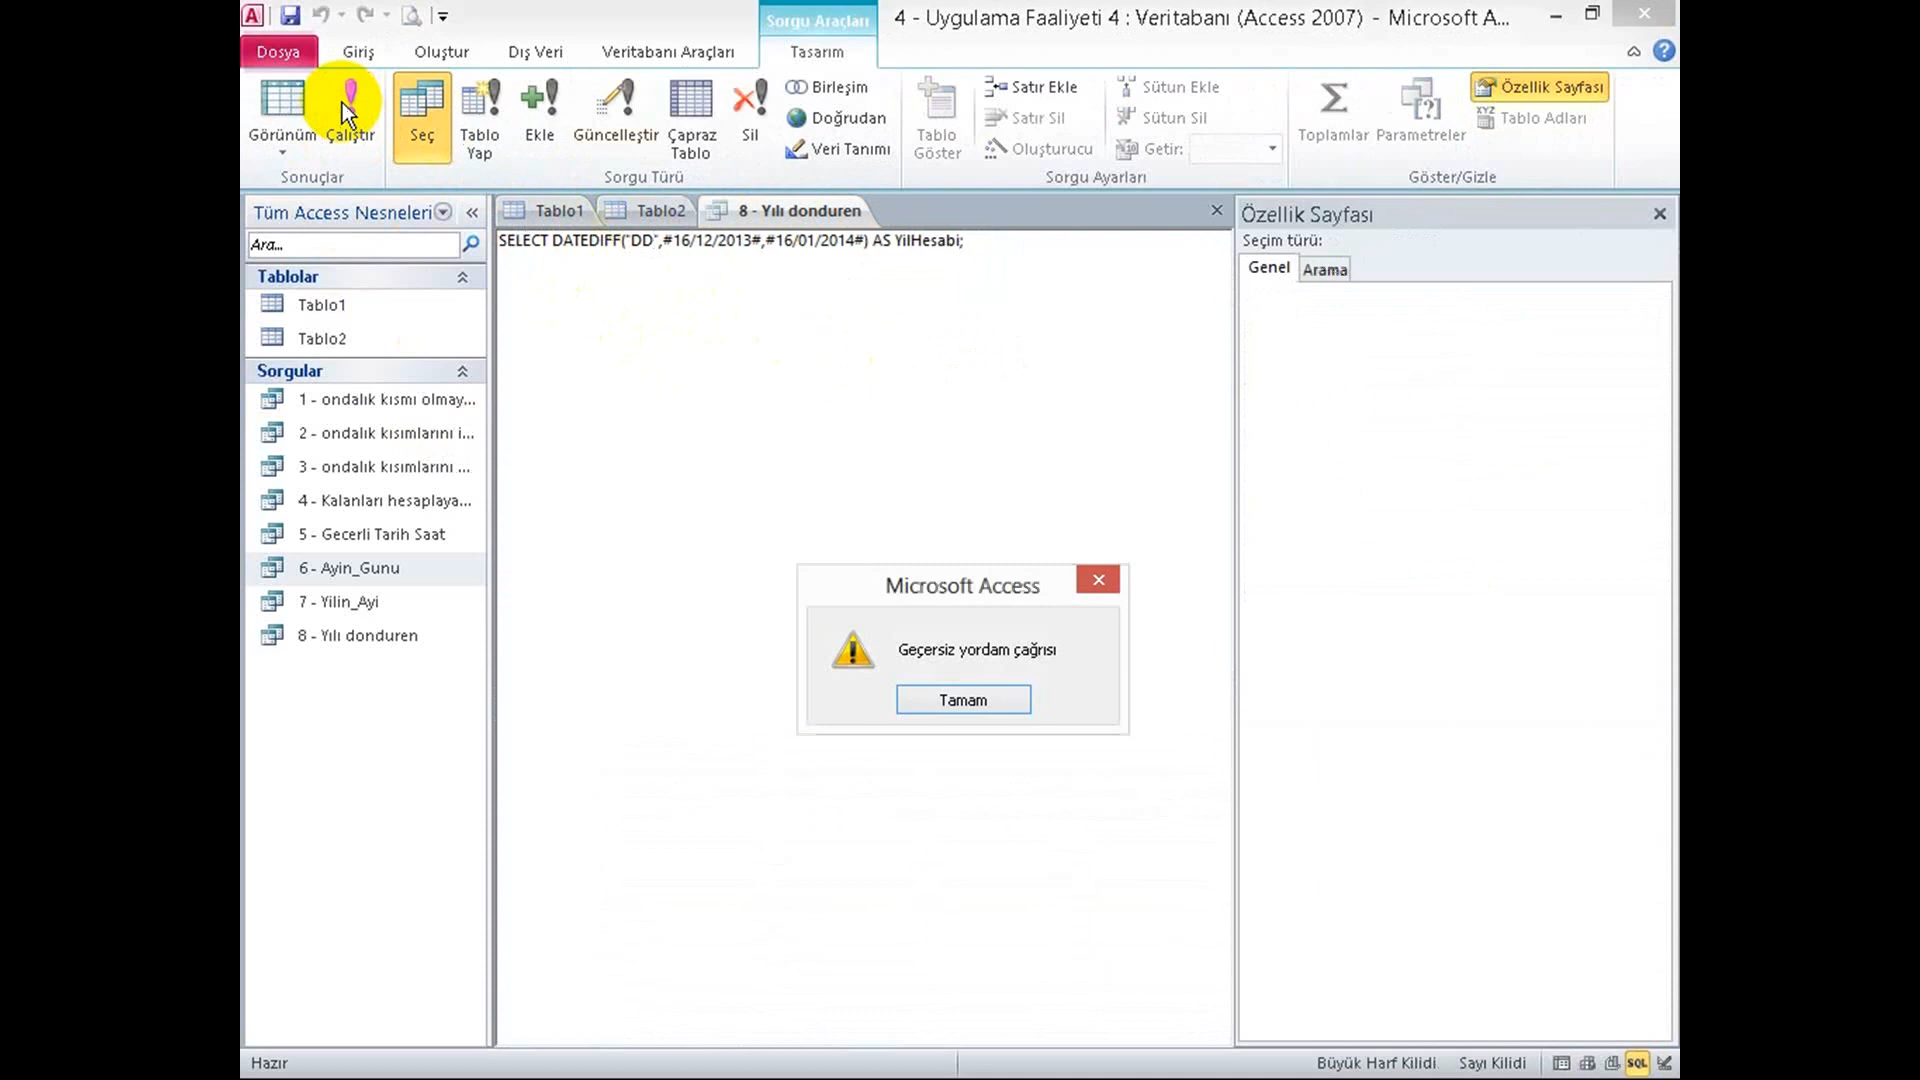 4 - Uygulama Faaliyeti 4 : Veritabanı (Access 2007) - Microsoft A...
Sorgu Araçları
Dosya
Giriş
Oluştur
Dış Veri
Veritabanı Araçları
Tasarım
Görünüm
Çalıştır
Sonuçlar
Seç
Tablo Yap
Ekle
Güncelleştir
Çapraz Tablo
Sil
Birleşim
Doğrudan
Veri Tanımı
Sorgu Türü
Tablo Göster
Satır Ekle
Satır Sil
Oluşturucu
Sütun Ekle
Sütun Sil
Getir:
Sorgu Ayarları
Toplamlar
Parametreler
Özellik Sayfası
Tablo Adları
Göster/Gizle
Tüm Access Nesneleri
Ara...
Tablolar
Tablo1
Tablo2
Sorgular
1 - ondalık kısmı olmay...
2 - ondalık kısımlarını i...
3 - ondalık kısımlarını ...
4 - Kalanları hesaplaya...
5 - Gecerli Tarih Saat
6 - Ayin_Gunu
7 - Yilin_Ayi
8 - Yılı donduren
Tablo1
Tablo2
8 - Yılı donduren
SELECT DATEDIFF("DD",#16/12/2013#,#16/01/2014#) AS YilHesabi;
Microsoft Access
Geçersiz yordam çağrısı
Tamam
Özellik Sayfası
Seçim türü:
Genel
Arama
Hazır
Büyük Harf Kilidi
Sayı Kilidi
SQL